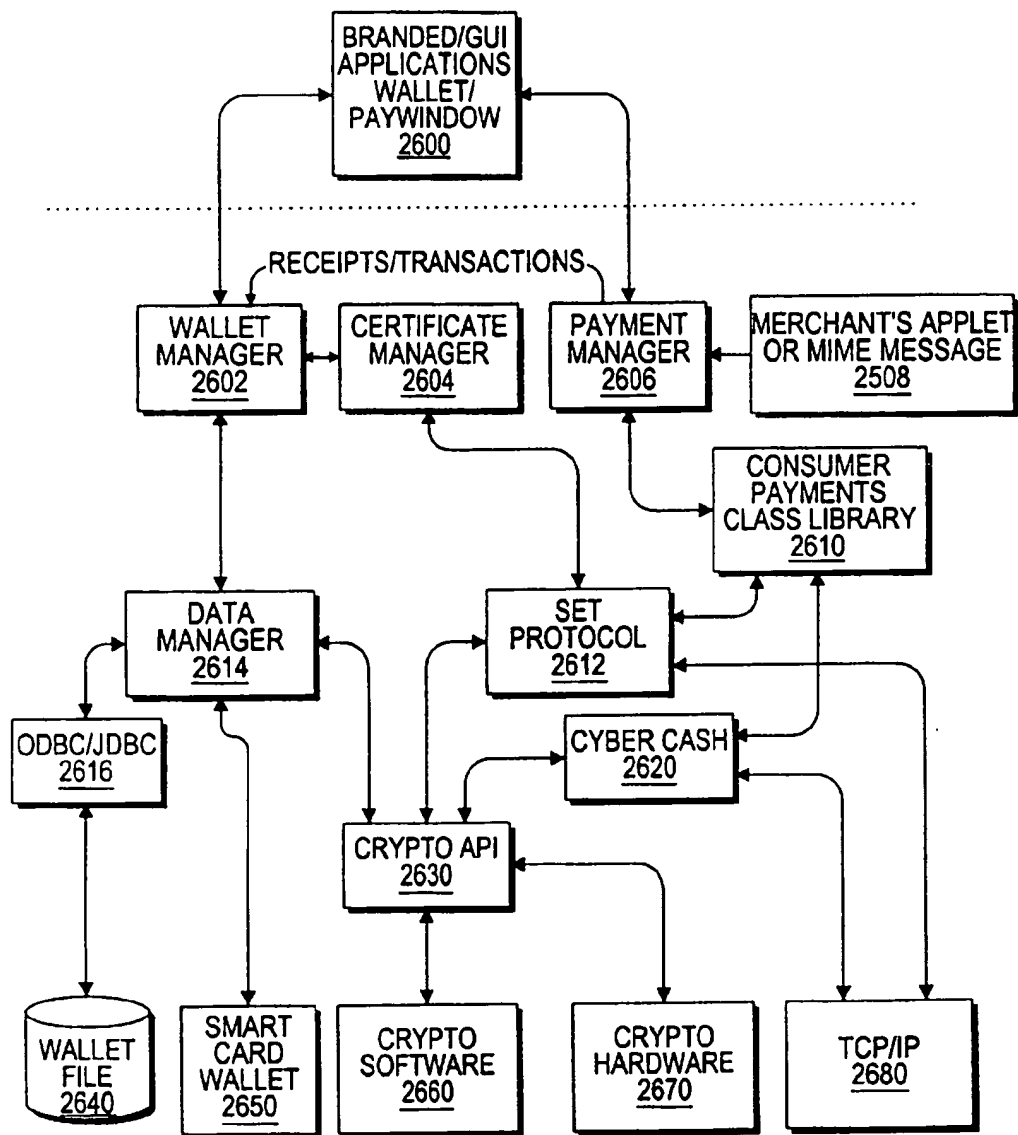 BRANDED/GUI
APPLICATIONS
WALLET/
PAYWINDOW
2600
RECEIPTS/TRANSACTIONS
WALLET
MANAGER
2602
CERTIFICATE
MANAGER
2604
PAYMENT
MANAGER
2606
MERCHANT'S APPLET
OR MIME MESSAGE
2508
CONSUMER
PAYMENTS
CLASS LIBRARY
2610
DATA
MANAGER
2614
SET
PROTOCOL
2612
ODBC/JDBC
2616
CYBER CASH
2620
CRYPTO API
2630
WALLET
FILE
2640
SMART
CARD
WALLET
2650
CRYPTO
SOFTWARE
2660
CRYPTO
HARDWARE
2670
TCP/IP
2680